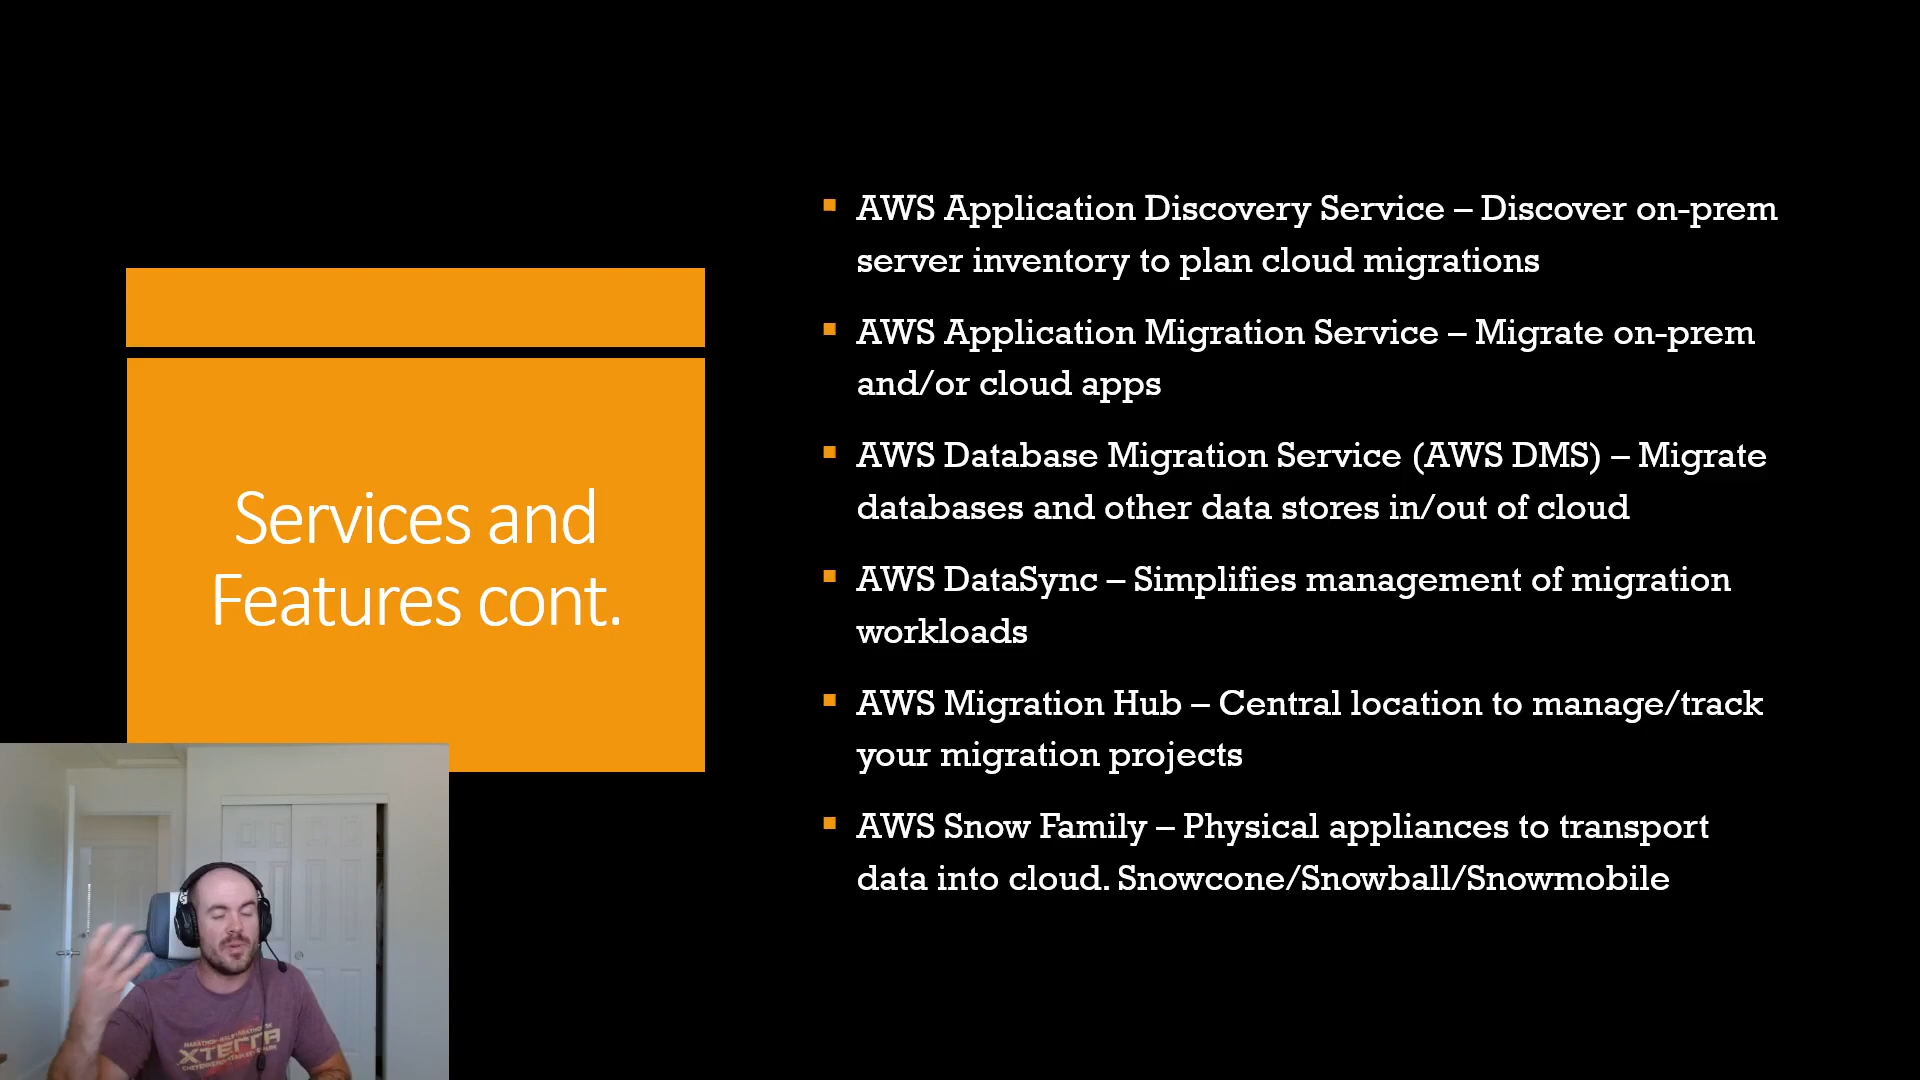 Services and
Features cont.
▪ AWS Application Discovery Service – Discover on-prem
server inventory to plan cloud migrations
▪ AWS Application Migration Service – Migrate on-prem
and/or cloud apps
▪ AWS Database Migration Service (AWS DMS) – Migrate
databases and other data stores in/out of cloud
▪ AWS DataSync – Simplifies management of migration
workloads
▪ AWS Migration Hub – Central location to manage/track
your migration projects
▪ AWS Snow Family – Physical appliances to transport
data into cloud. Snowcone/Snowball/Snowmobile
XTERRA